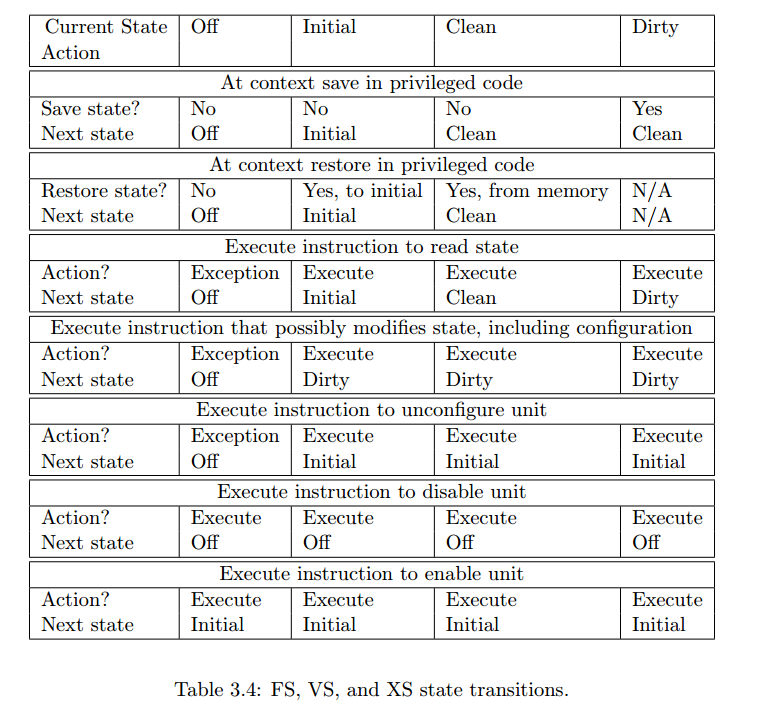 Current State Off Initial Clean Dirty
Action
At context save in privileged code
Save state? No No No Yes
Next state Off Initial Clean Clean
At context restore in privileged code
Restore state? No Yes, to initial Yes, from memory N/A
Next state Off Initial Clean N/A
Execute instruction to read state
Action? Exception Execute Execute Execute
Next state Off Initial Clean Dirty
Execute instruction that possibly modifies state, including configuration
Action? Exception Execute Execute Execute
Next state Off Dirty Dirty Dirty
Execute instruction to unconfigure unit
Action? Exception Execute Execute Execute
Next state Off Initial Initial Initial
Execute instruction to disable unit
Action? Execute Execute Execute Execute
Next state Off Off Off Off
Execute instruction to enable unit
Action? Execute Execute Execute Execute
Next state Initial Initial Initial Initial
Table 3.4: FS, VS, and XS state transitions.